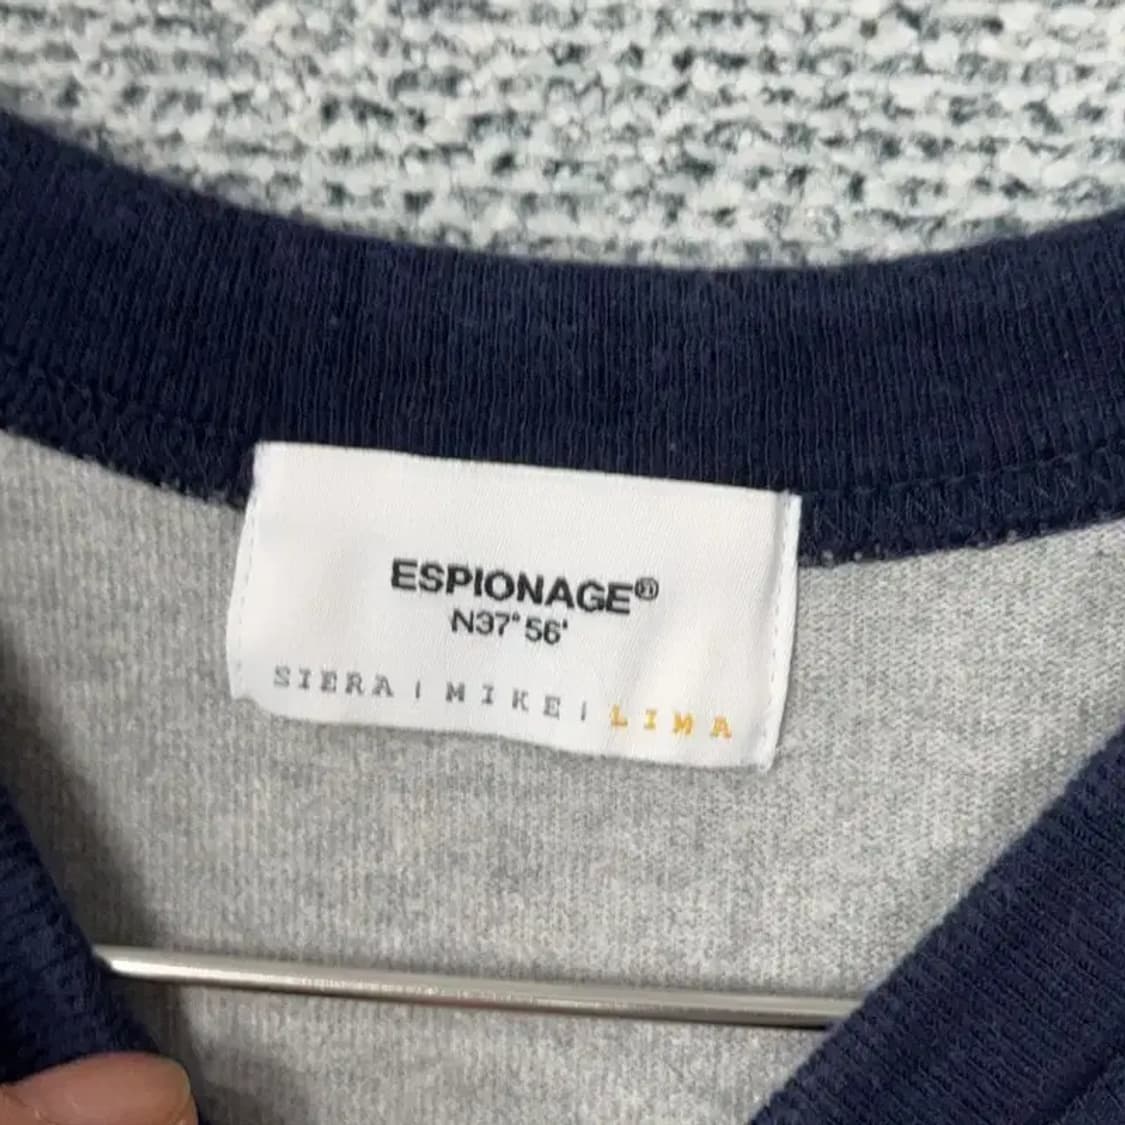 ESPIONAGE®
N37°56'
SIERA | MIKE | LIMA